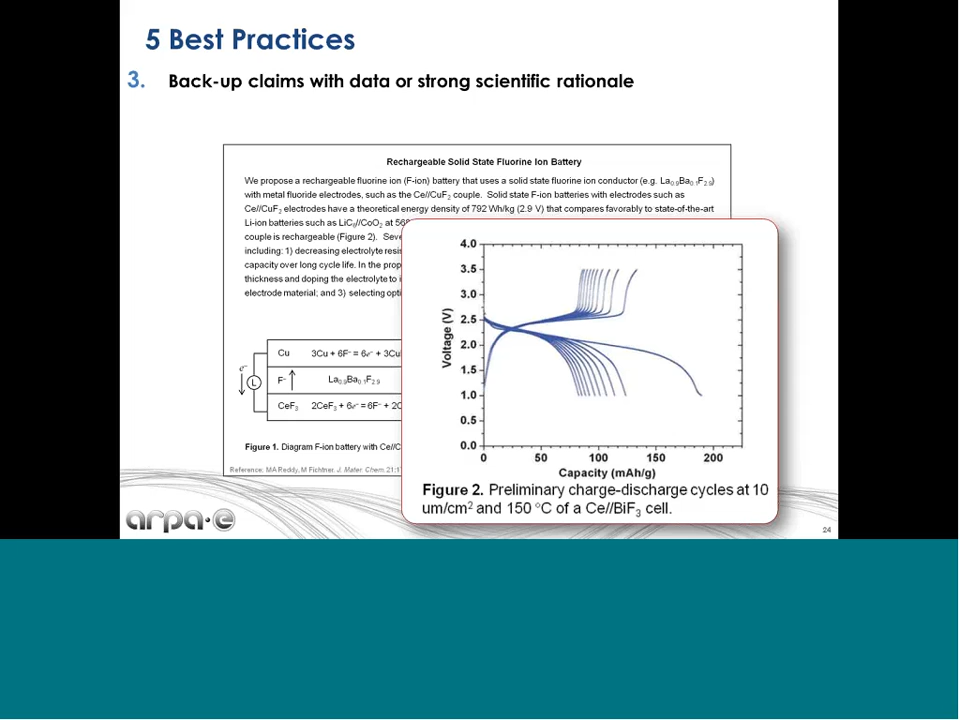 5 Best Practices
3. Back-up claims with data or strong scientific rationale
Rechargeable Solid State Fluorine Ion Battery
We propose a rechargeable fluorine ion (F-ion) battery that uses a solid state fluorine ion conductor (e.g. La₀.₉Ba₀.₁F₂.₉)
with metal fluoride electrodes, such as the Ce//CuF₂ couple. Solid state F-ion batteries with electrodes such as
Ce//CuF₂ electrodes have a theoretical energy density of 792 Wh/kg (2.9 V) that compares favorably to state-of-the-art
Li-ion batteries such as LiC₆//CoO₂ at 568
couple is rechargeable (Figure 2). Seve
including: 1) decreasing electrolyte resis
capacity over long cycle life. In the prop
thickness and doping the electrolyte to i
electrode material; and 3) selecting opti
e⁻
L
Cu 3Cu + 6F⁻ = 6e⁻ + 3Cu
F⁻ La₀.₉Ba₀.₁F₂.₉
CeF₃ 2CeF₃ + 6e⁻ = 6F⁻ + 2C
Figure 1. Diagram F-ion battery with Ce//C
Reference: MA Reddy, M Fichtner. J. Mater. Chem. 21:1
Voltage (V)
4.0
3.5
3.0
2.5
2.0
1.5
1.0
0.5
0.0
0 50 100 150 200
Capacity (mAh/g)
Figure 2. Preliminary charge-discharge cycles at 10
um/cm² and 150 °C of a Ce//BiF₃ cell.
arpa·e
24